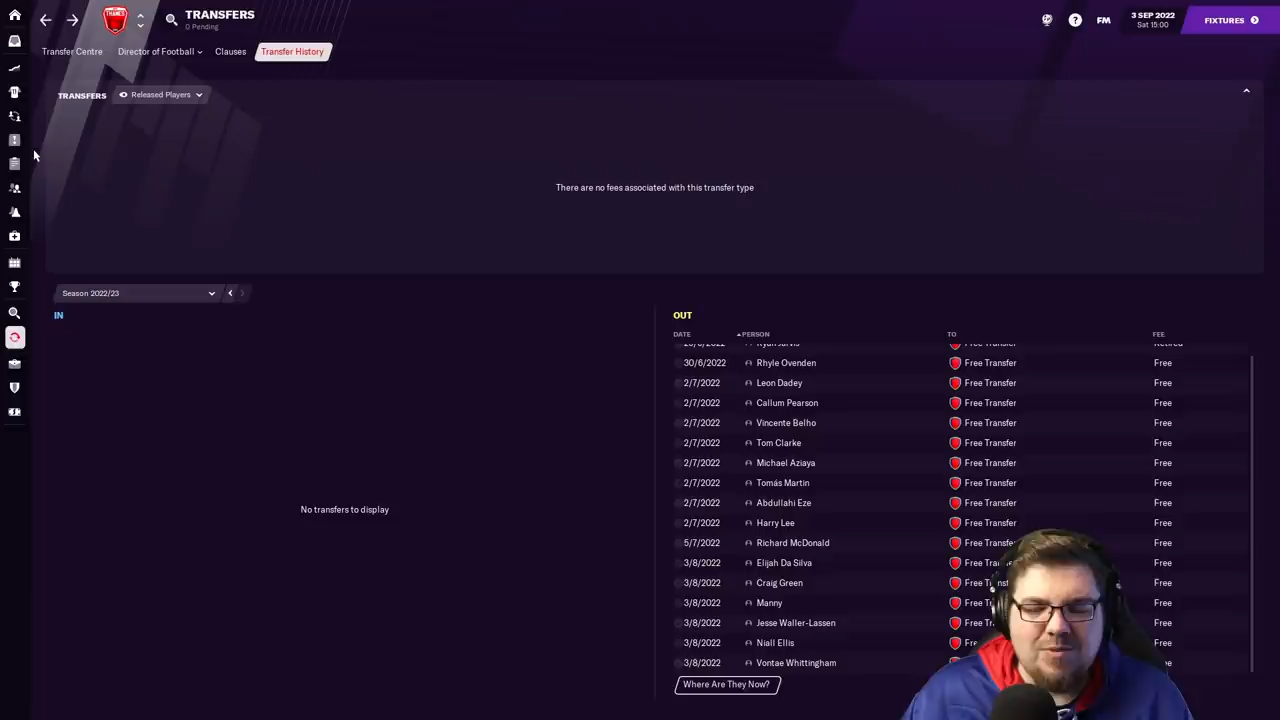 TRANSFERS
0 Pending
THAMES
FM
3 SEP 2022
Sat 15:00
FIXTURES
Transfer Centre
Director of Football
Clauses
Transfer History
TRANSFERS
Released Players
There are no fees associated with this transfer type
Season 2022/23
IN
No transfers to display
OUT
DATE PERSON TO FEE
30/6/2022 Rhyle Ovenden Free Transfer Free
2/7/2022 Leon Dadey Free Transfer Free
2/7/2022 Callum Pearson Free Transfer Free
2/7/2022 Vincente Belho Free Transfer Free
2/7/2022 Tom Clarke Free Transfer Free
2/7/2022 Michael Aziaya Free Transfer Free
2/7/2022 Tomás Martin Free Transfer Free
2/7/2022 Abdullahi Eze Free Transfer Free
2/7/2022 Harry Lee Free Transfer Free
5/7/2022 Richard McDonald Free Transfer Free
3/8/2022 Elijah Da Silva Free Free
3/8/2022 Craig Green Free Free
3/8/2022 Manny Free Free
3/8/2022 Jesse Waller-Lassen Free
3/8/2022 Niall Ellis Free
3/8/2022 Vontae Whittingham Free
Where Are They Now?